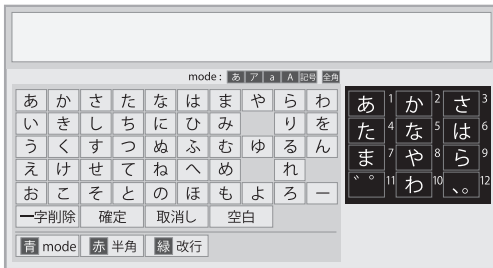 mode : あ ア a A 記号 全角
あ か さ た な は ま や ら わ
い き し ち に ひ み り を
う く す つ ぬ ふ む ゆ る ん
え け せ て ね へ め れ
お こ そ と の ほ も よ ろ ー
一字削除 確定 取消し 空白
青 mode 赤 半角 緑 改行
あ 1 か 2 さ 3
た 4 な 5 は 6
ま 7 や 8 ら 9
゛゜ 11 わ 10 、。 12